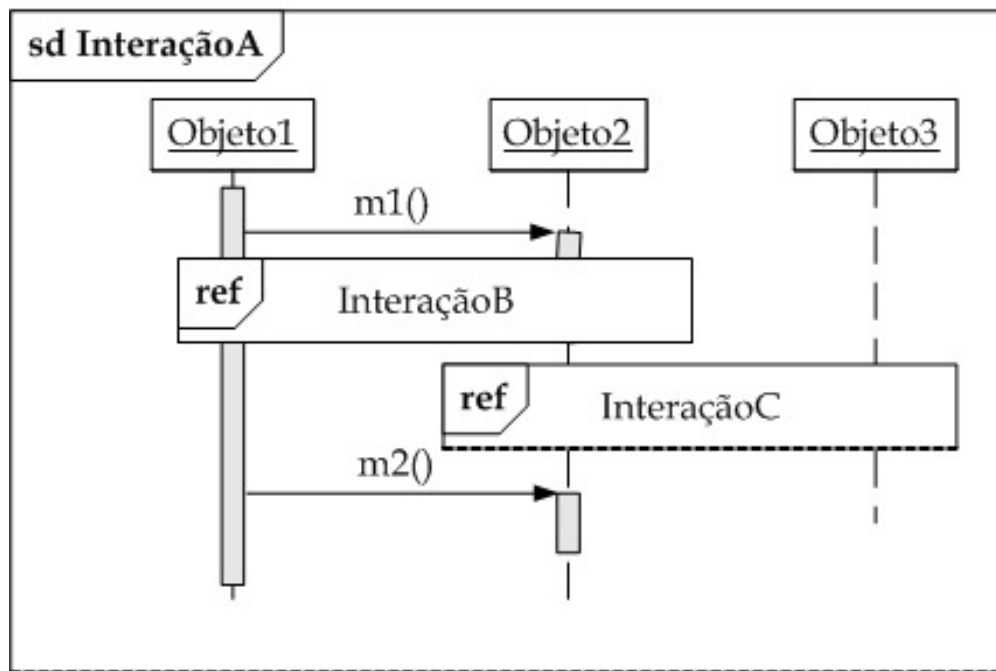 sd InteraçãoA
Objeto1 Objeto2 Objeto3
m1()
ref InteraçãoB
ref InteraçãoC
m2()